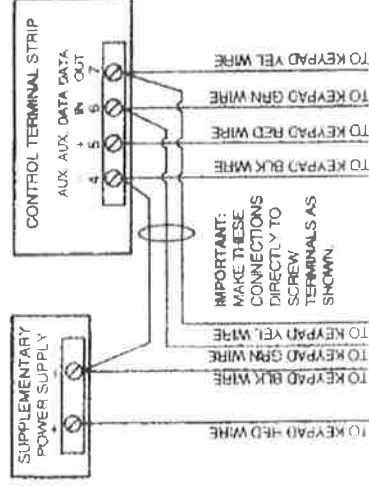 CONTROL TERMINAL STRIP
AUX AUX DATA DATA
- + IN OUT
4 5 6 7
TO KEYPAD YEL WIRE
TO KEYPAD GRN WIRE
TO KEYPAD RED WIRE
TO KEYPAD BLK WIRE
IMPORTANT:
MAKE THESE
CONNECTIONS
DIRECTLY TO
SCREW
TERMINALS AS
SHOWN.
SUPPLEMENTARY
POWER SUPPLY
+ -
TO KEYPAD YEL WIRE
TO KEYPAD GRN WIRE
TO KEYPAD BLK WIRE
TO KEYPAD RED WIRE